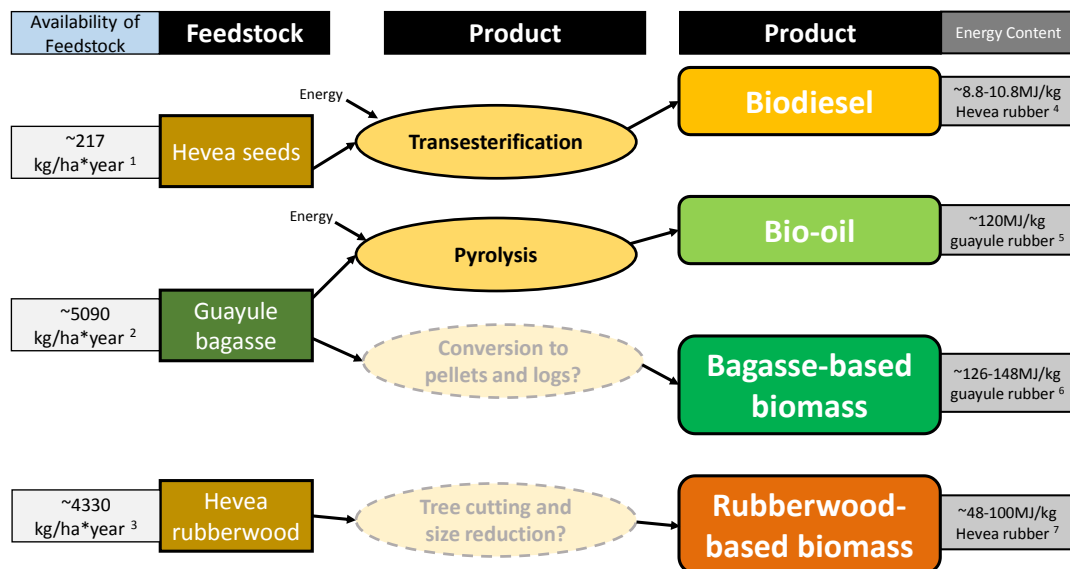 Availability of
Feedstock
Feedstock
Product
Product
Energy Content
Energy
~217
kg/ha*year 1
Hevea seeds
Transesterification
Biodiesel
~8.8-10.8MJ/kg
Hevea rubber 4
Energy
Pyrolysis
Bio-oil
~120MJ/kg
guayule rubber 5
~5090
kg/ha*year 2
Guayule
bagasse
Conversion to
pellets and logs?
Bagasse-based
biomass
~126-148MJ/kg
guayule rubber 6
~4330
kg/ha*year 3
Hevea
rubberwood
Tree cutting and
size reduction?
Rubberwood-
based biomass
~48-100MJ/kg
Hevea rubber 7